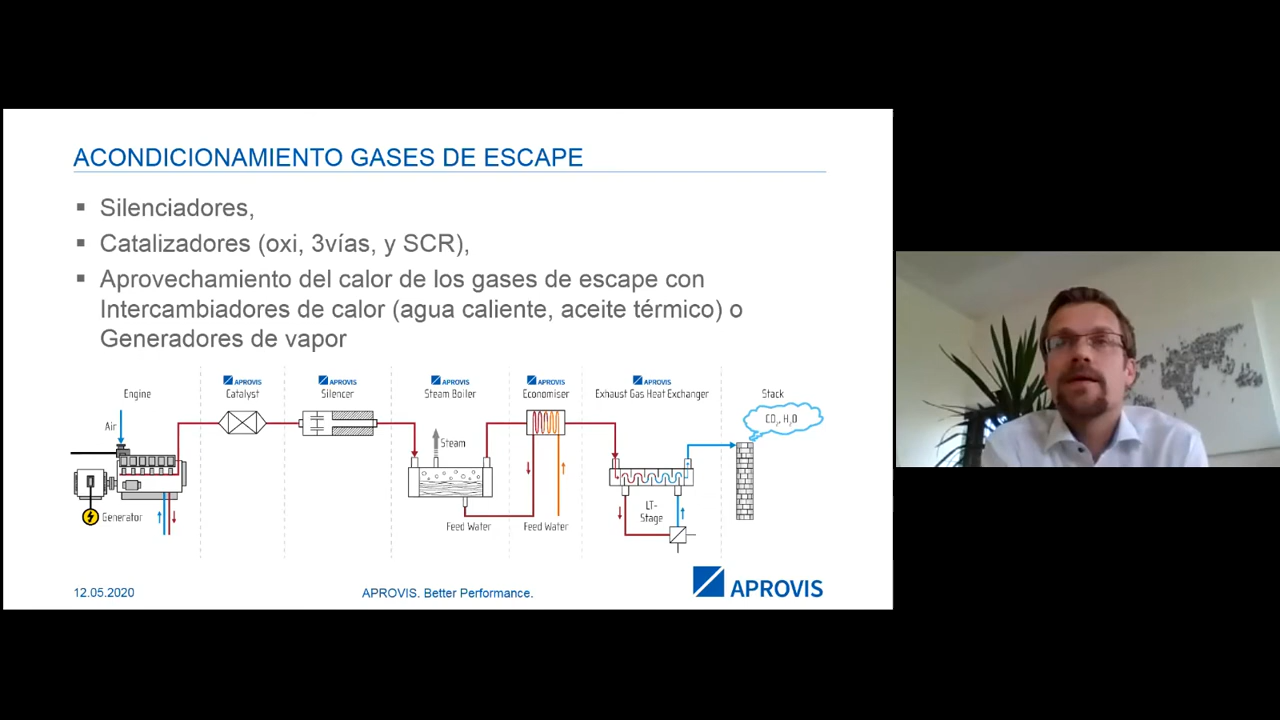 ACONDICIONAMIENTO GASES DE ESCAPE
▪ Silenciadores,
▪ Catalizadores (oxi, 3vías, y SCR),
▪ Aprovechamiento del calor de los gases de escape con
Intercambiadores de calor (agua caliente, aceite térmico) o
Generadores de vapor
APROVIS APROVIS APROVIS APROVIS APROVIS
Engine Catalyst Silencer Steam Boiler Economiser Exhaust Gas Heat Exchanger Stack
CO₂, H₂O
Air
Steam
LT-
Stage
Generator
Feed Water Feed Water
12.05.2020 APROVIS. Better Performance. APROVIS